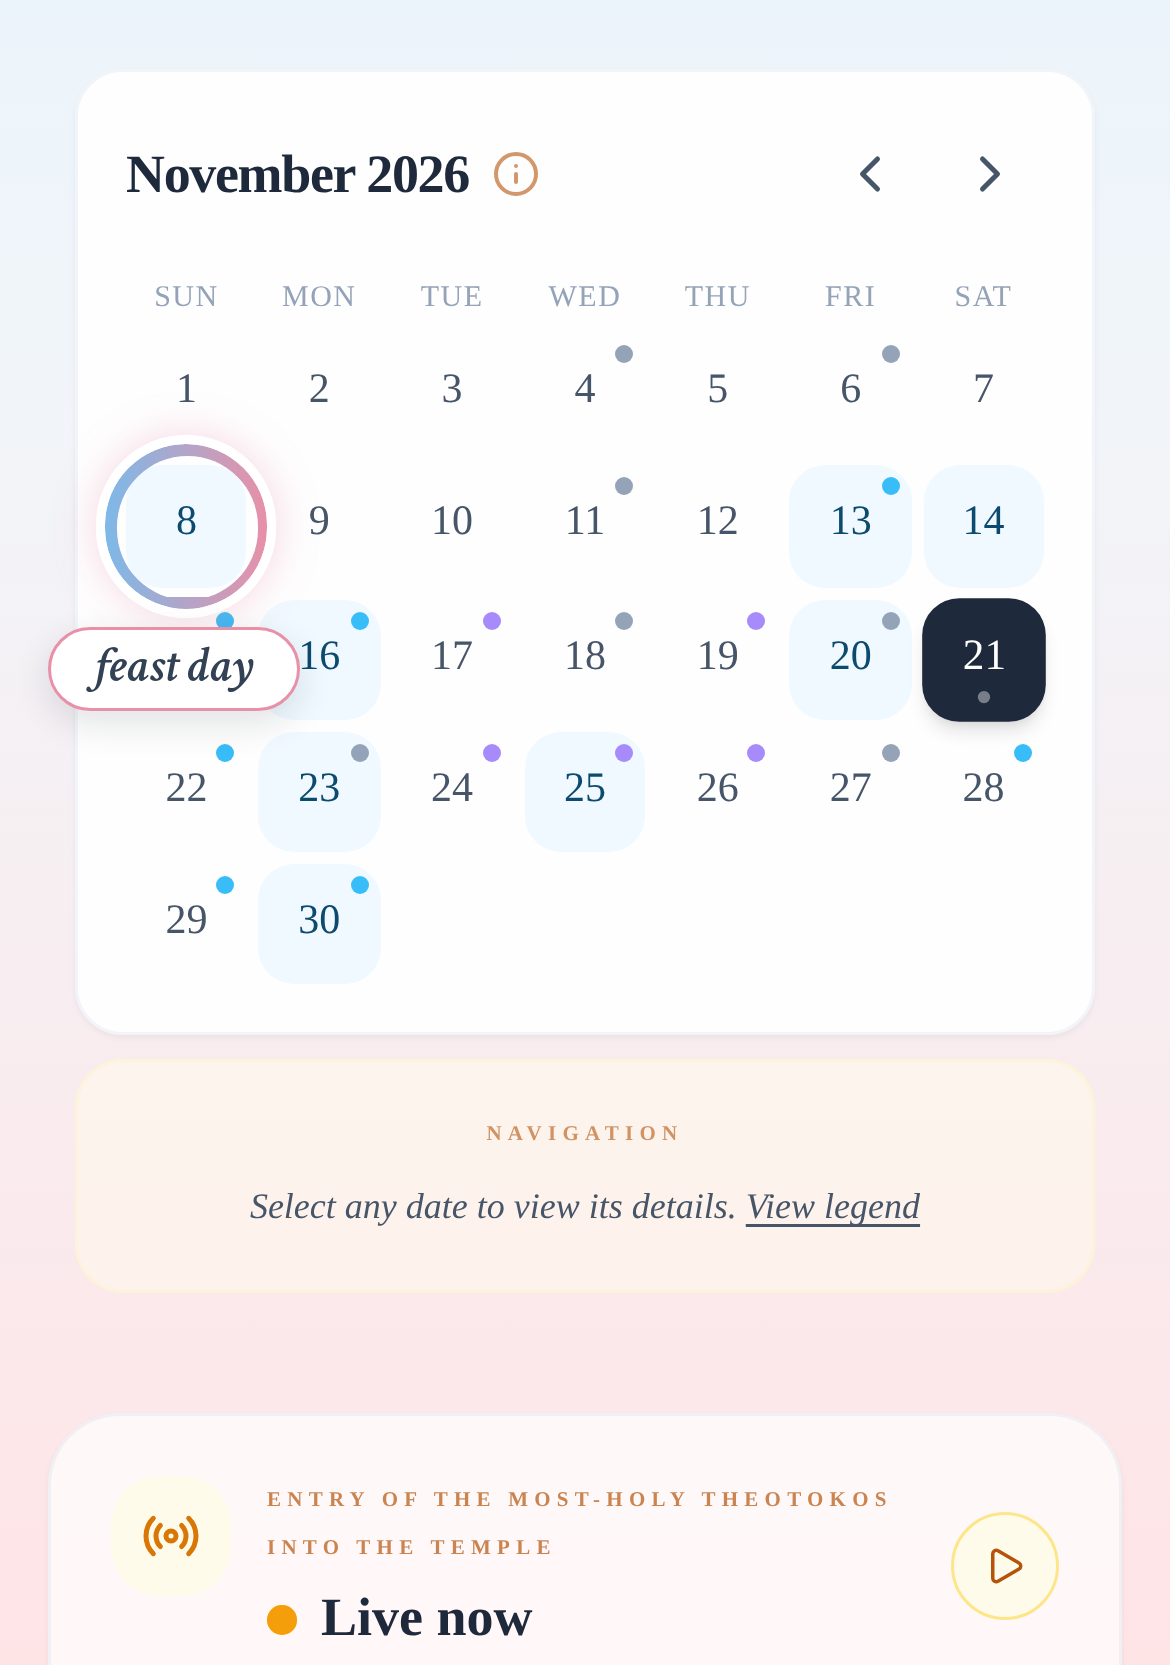 November 2026
SUN MON TUE WED THU FRI SAT
1 2 3 4 5 6 7
8 9 10 11 12 13 14
feast day 16 17 18 19 20 21
22 23 24 25 26 27 28
29 30
NAVIGATION
Select any date to view its details. View legend
ENTRY OF THE MOST-HOLY THEOTOKOS
INTO THE TEMPLE
Live now